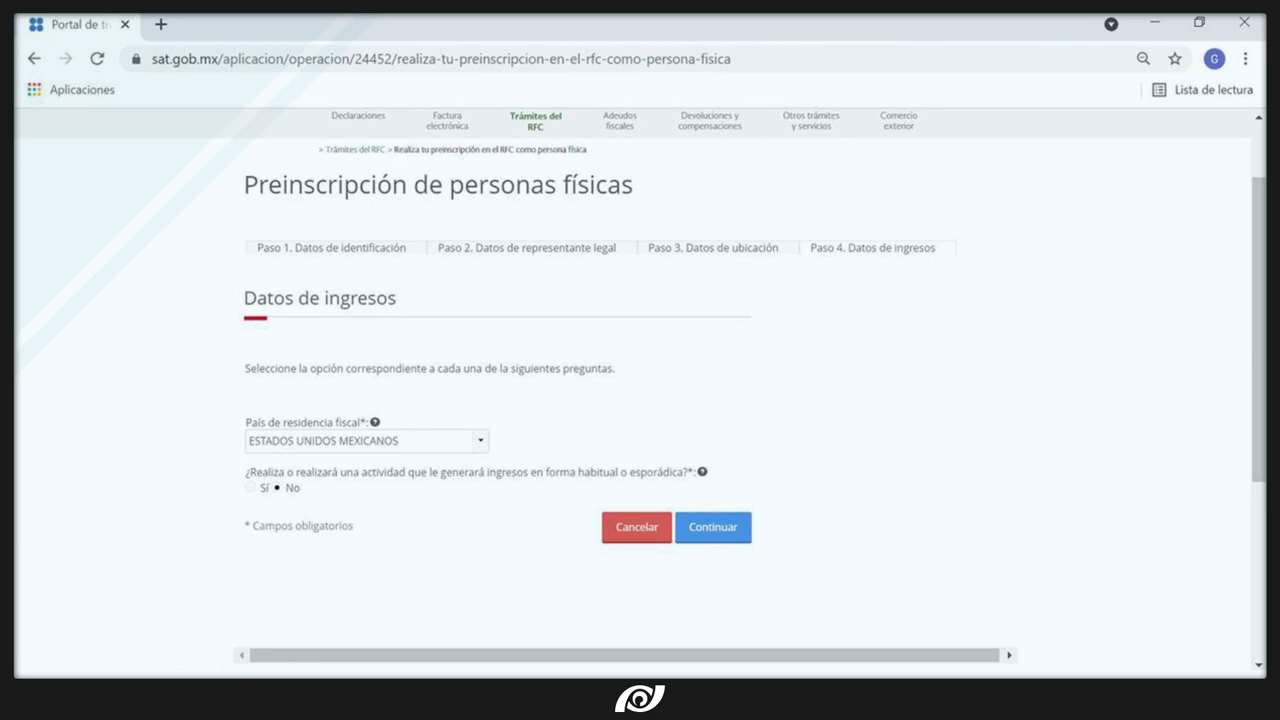 Portal de tr
sat.gob.mx/aplicacion/operacion/24452/realiza-tu-preinscripcion-en-el-rfc-como-persona-fisica
G
Aplicaciones
Lista de lectura
Declaraciones
Factura
electrónica
Trámites del
RFC
Adeudos
fiscales
Devoluciones y
compensaciones
Otros trámites
y servicios
Comercio
exterior
> Trámites del RFC > Realiza tu preinscripción en el RFC como persona física
Preinscripción de personas físicas
Paso 1. Datos de identificación
Paso 2. Datos de representante legal
Paso 3. Datos de ubicación
Paso 4. Datos de ingresos
Datos de ingresos
Seleccione la opción correspondiente a cada una de la siguientes preguntas.
País de residencia fiscal*:
ESTADOS UNIDOS MEXICANOS
¿Realiza o realizará una actividad que le generará ingresos en forma habitual o esporádica?*:
Sí No
* Campos obligatorios
Cancelar
Continuar